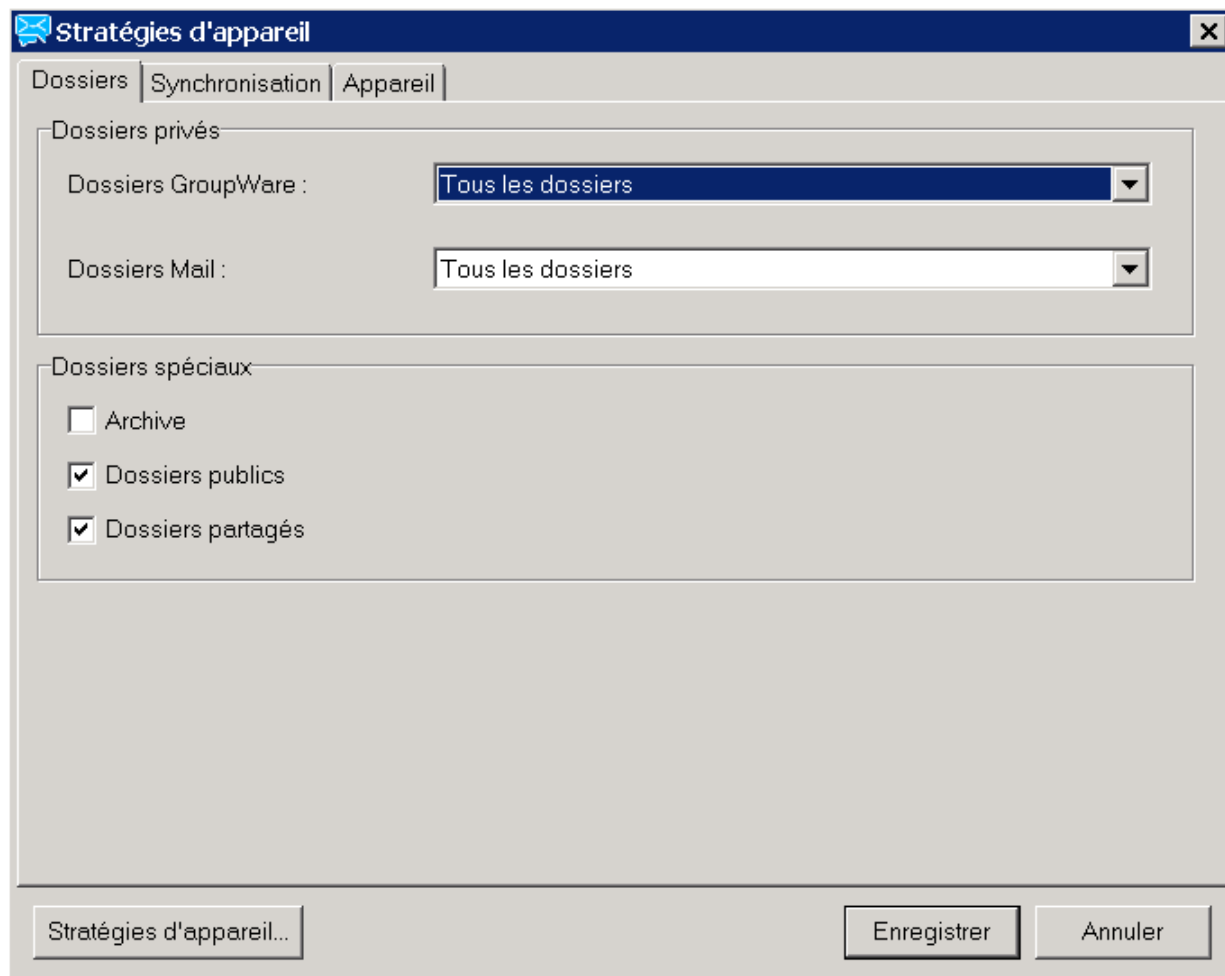 Stratégies d'appareil
Dossiers Synchronisation Appareil
Dossiers privés
Dossiers GroupWare : Tous les dossiers
Dossiers Mail : Tous les dossiers
Dossiers spéciaux
Archive
Dossiers publics
Dossiers partagés
Stratégies d'appareil... Enregistrer Annuler